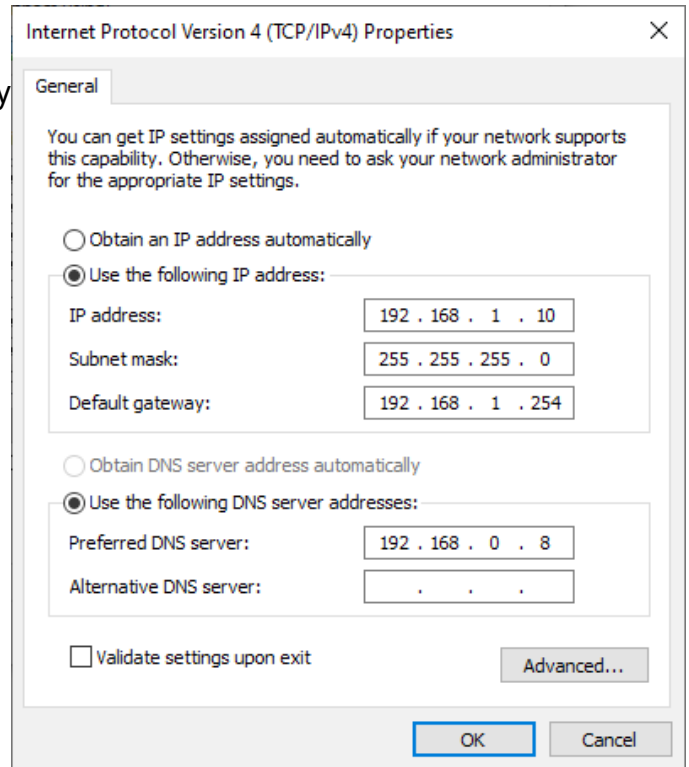 Internet Protocol Version 4 (TCP/IPv4) Properties
y
General
You can get IP settings assigned automatically if your network supports
this capability. Otherwise, you need to ask your network administrator
for the appropriate IP settings.
Obtain an IP address automatically
Use the following IP address:
IP address: 192 . 168 . 1 . 10
Subnet mask: 255 . 255 . 255 . 0
Default gateway: 192 . 168 . 1 . 254
Obtain DNS server address automatically
Use the following DNS server addresses:
Preferred DNS server: 192 . 168 . 0 . 8
Alternative DNS server: . . .
Validate settings upon exit
Advanced...
OK Cancel